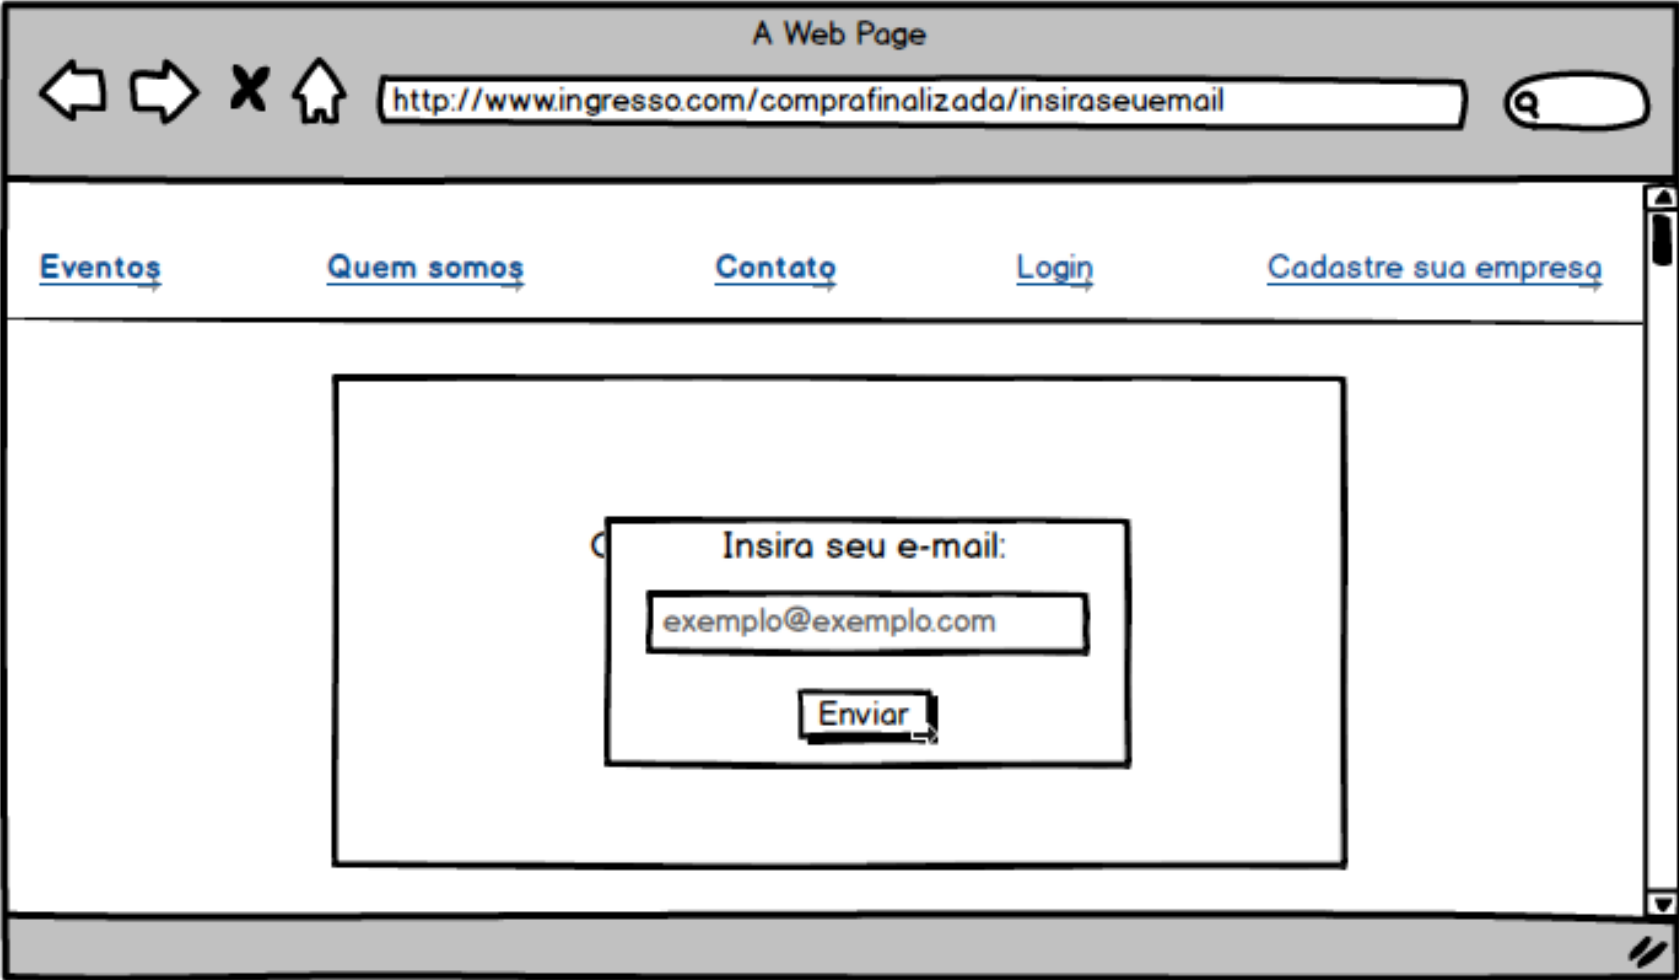 A Web Page
http://www.ingresso.com/comprafinalizada/insiraseuemail
Eventos Quem somos Contato Login Cadastre sua empresa
Insira seu e-mail:
exemplo@exemplo.com
Enviar